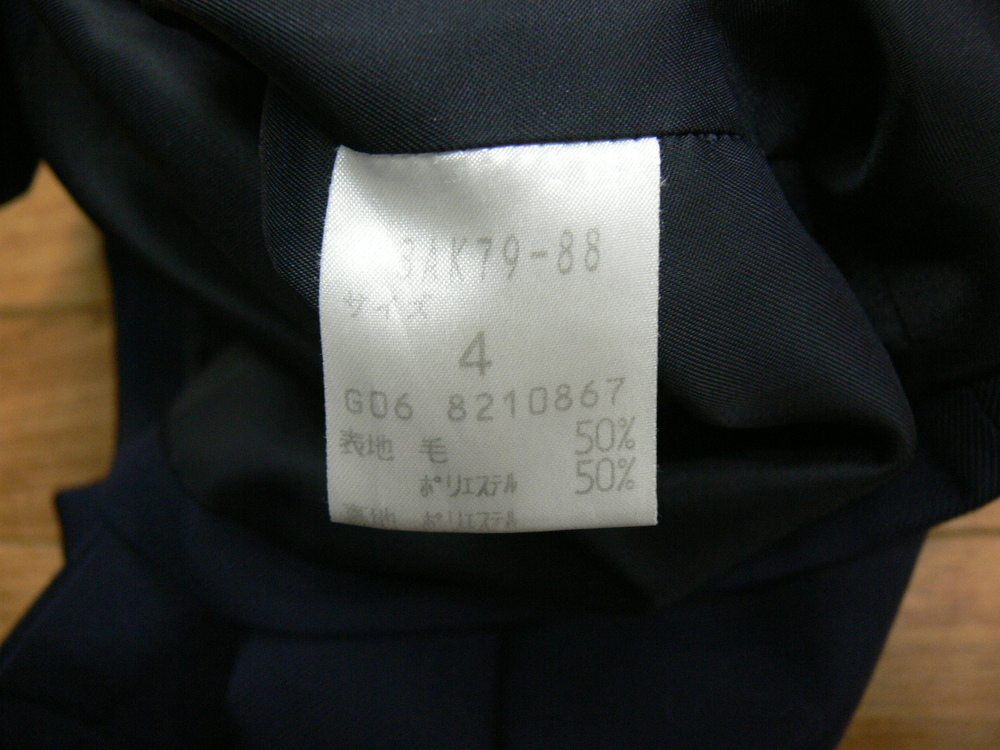 3AK79-88
サイズ
4
G06 8210867
表地 毛 50%
ポリエステル 50%
裏地 ポリエステル